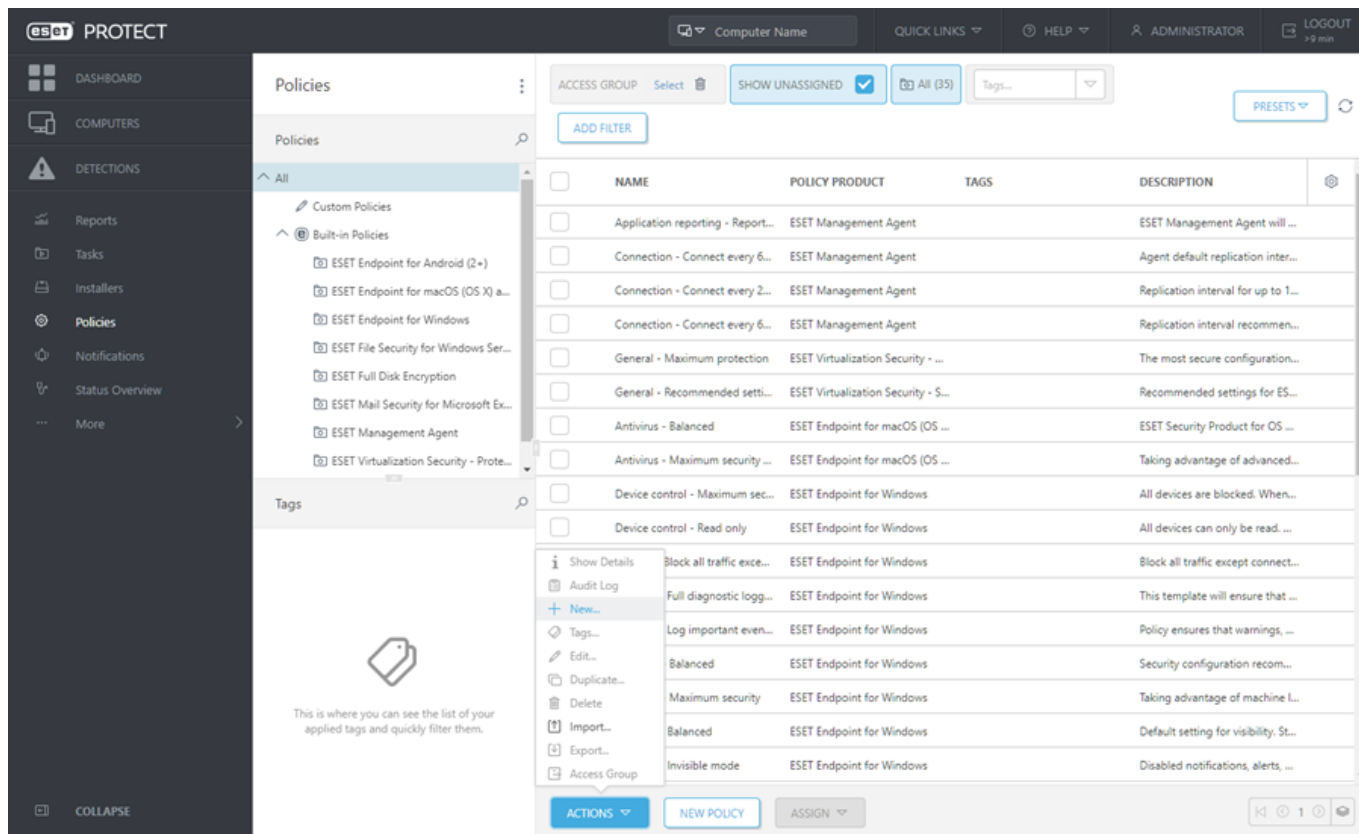 eset PROTECT
Computer Name
QUICK LINKS
HELP
ADMINISTRATOR
LOGOUT
>9 min
DASHBOARD
COMPUTERS
DETECTIONS
Reports
Tasks
Installers
Policies
Notifications
Status Overview
More
COLLAPSE
Policies
Policies
All
Custom Policies
Built-in Policies
ESET Endpoint for Android (2+)
ESET Endpoint for macOS (OS X) a...
ESET Endpoint for Windows
ESET File Security for Windows Ser...
ESET Full Disk Encryption
ESET Mail Security for Microsoft Ex...
ESET Management Agent
ESET Virtualization Security - Prote...
Tags
This is where you can see the list of your
applied tags and quickly filter them.
ACCESS GROUP Select
SHOW UNASSIGNED
All (35)
Tags...
PRESETS
ADD FILTER
NAME POLICY PRODUCT TAGS DESCRIPTION
Application reporting - Report... ESET Management Agent ESET Management Agent will ...
Connection - Connect every 6... ESET Management Agent Agent default replication inter...
Connection - Connect every 2... ESET Management Agent Replication interval for up to 1...
Connection - Connect every 6... ESET Management Agent Replication interval recommen...
General - Maximum protection ESET Virtualization Security - ... The most secure configuration...
General - Recommended setti... ESET Virtualization Security - S... Recommended settings for ES...
Antivirus - Balanced ESET Endpoint for macOS (OS ... ESET Security Product for OS ...
Antivirus - Maximum security ... ESET Endpoint for macOS (OS ... Taking advantage of advanced...
Device control - Maximum sec... ESET Endpoint for Windows All devices are blocked. When...
Device control - Read only ESET Endpoint for Windows All devices can only be read. ...
Block all traffic exce... ESET Endpoint for Windows Block all traffic except connect...
Full diagnostic logg... ESET Endpoint for Windows This template will ensure that ...
Log important even... ESET Endpoint for Windows Policy ensures that warnings, ...
Balanced ESET Endpoint for Windows Security configuration recom...
Maximum security ESET Endpoint for Windows Taking advantage of machine l...
Balanced ESET Endpoint for Windows Default setting for visibility. St...
Invisible mode ESET Endpoint for Windows Disabled notifications, alerts, ...
Show Details
Audit Log
New...
Tags...
Edit...
Duplicate...
Delete
Import...
Export...
Access Group
ACTIONS
NEW POLICY
ASSIGN
1